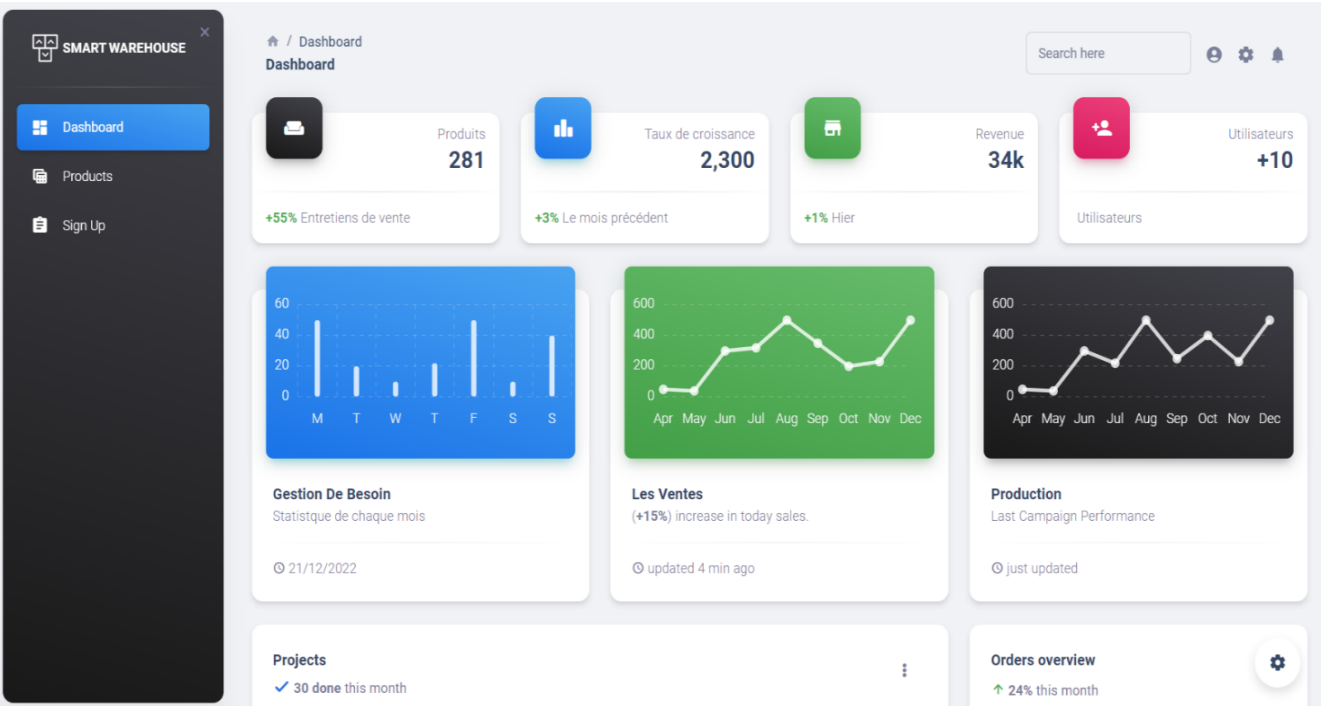 SMART WAREHOUSE
Dashboard
Products
Sign Up
/ Dashboard
Dashboard
Search here
Produits
281
+55% Entretiens de vente
Taux de croissance
2,300
+3% Le mois précédent
Revenue
34k
+1% Hier
Utilisateurs
+10
Utilisateurs
60
40
20
0
M T W T F S S
Gestion De Besoin
Statistque de chaque mois
21/12/2022
600
400
200
0
Apr May Jun Jul Aug Sep Oct Nov Dec
Les Ventes
(+15%) increase in today sales.
updated 4 min ago
600
400
200
0
Apr May Jun Jul Aug Sep Oct Nov Dec
Production
Last Campaign Performance
just updated
Projects
30 done this month
Orders overview
24% this month